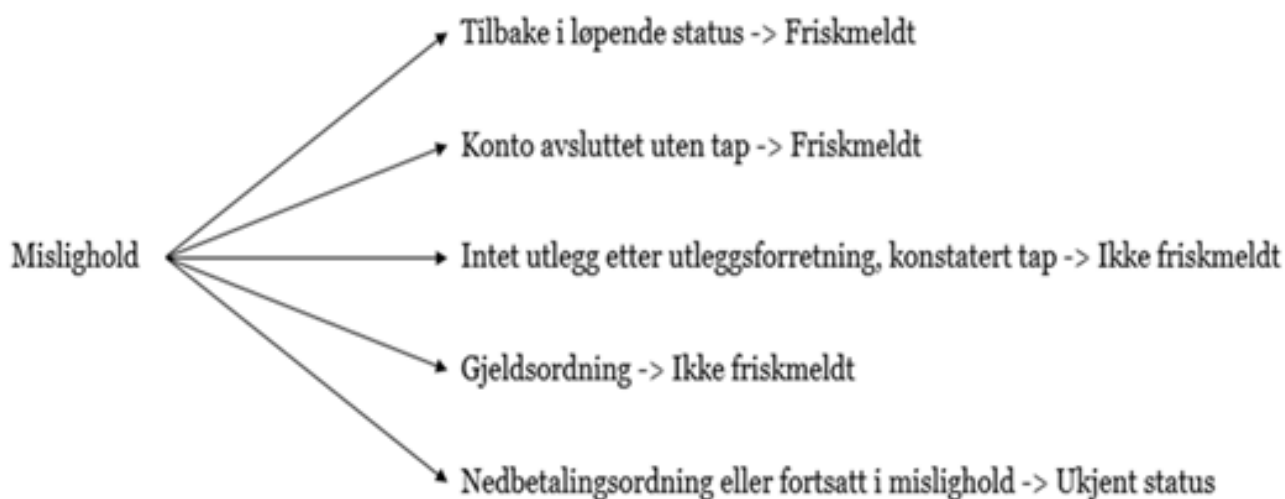 Tilbake i løpende status -> Friskmeldt
Konto avsluttet uten tap -> Friskmeldt
Mislighold
Intet utlegg etter utleggsforretning, konstatert tap -> Ikke friskmeldt
Gjeldsordning -> Ikke friskmeldt
Nedbetalingsordning eller fortsatt i mislighold -> Ukjent status